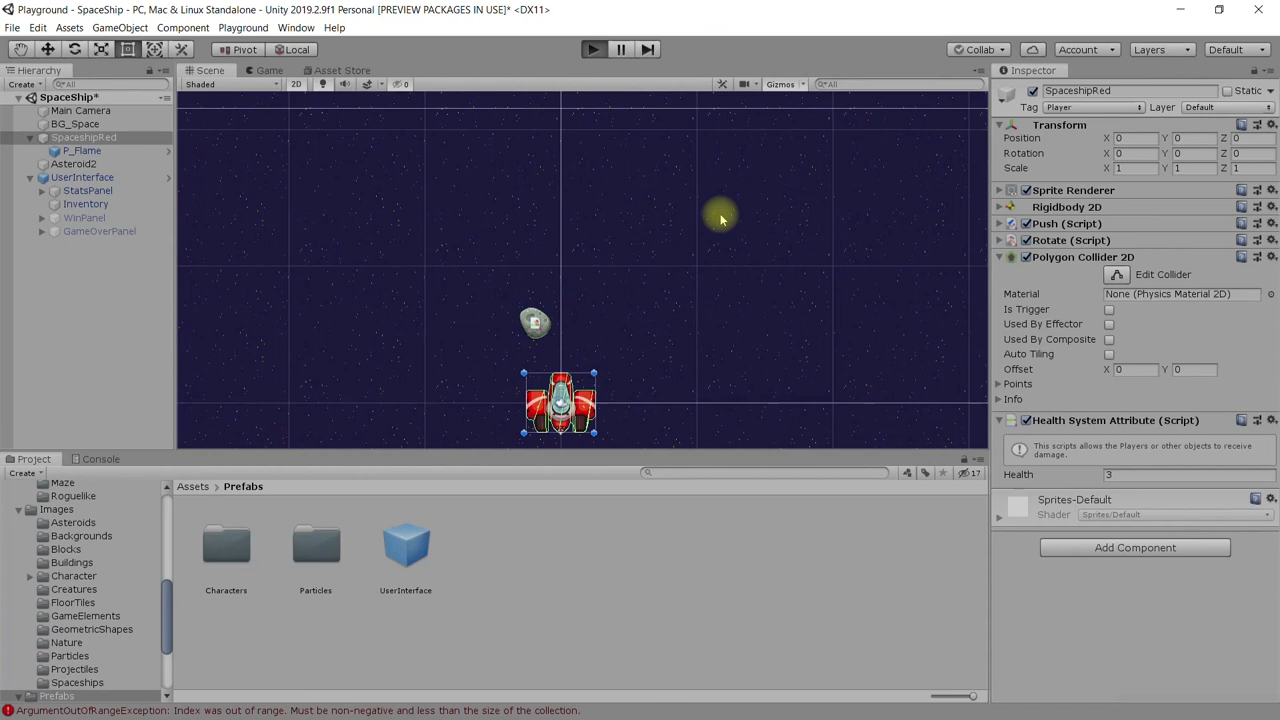 Playground - SpaceShip - PC, Mac & Linux Standalone - Unity 2019.2.9f1 Personal [PREVIEW PACKAGES IN USE]* <DX11>
File Edit Assets GameObject Component Playground Window Help
Pivot Local Collab Account Layers Default
Hierarchy Scene Game Asset Store Inspector
Create All Shaded 2D 0 Gizmos All
SpaceshipRed Static
SpaceShip*
Tag Player Layer Default
Main Camera
BG_Space
SpaceshipRed
P_Flame
Asteroid2
UserInterface
StatsPanel
Inventory
WinPanel
GameOverPanel
Transform
Position X 0 Y 0 Z 0
Rotation X 0 Y 0 Z 0
Scale X 1 Y 1 Z 1
Sprite Renderer
Rigidbody 2D
Push (Script)
Rotate (Script)
Polygon Collider 2D
Edit Collider
Material None (Physics Material 2D)
Is Trigger
Used By Effector
Used By Composite
Auto Tiling
Offset X 0 Y 0
Points
Info
Health System Attribute (Script)
This scripts allows the Players or other objects to receive
damage.
Health 3
Sprites-Default
Shader Sprites/Default
Add Component
Project Console
Create 17
Maze
Roguelike
Images
Asteroids
Backgrounds
Blocks
Buildings
Character
Creatures
FloorTiles
GameElements
GeometricShapes
Nature
Particles
Projectiles
Spaceships
Prefabs
Assets > Prefabs
Characters Particles UserInterface
ArgumentOutOfRangeException: Index was out of range. Must be non-negative and less than the size of the collection.